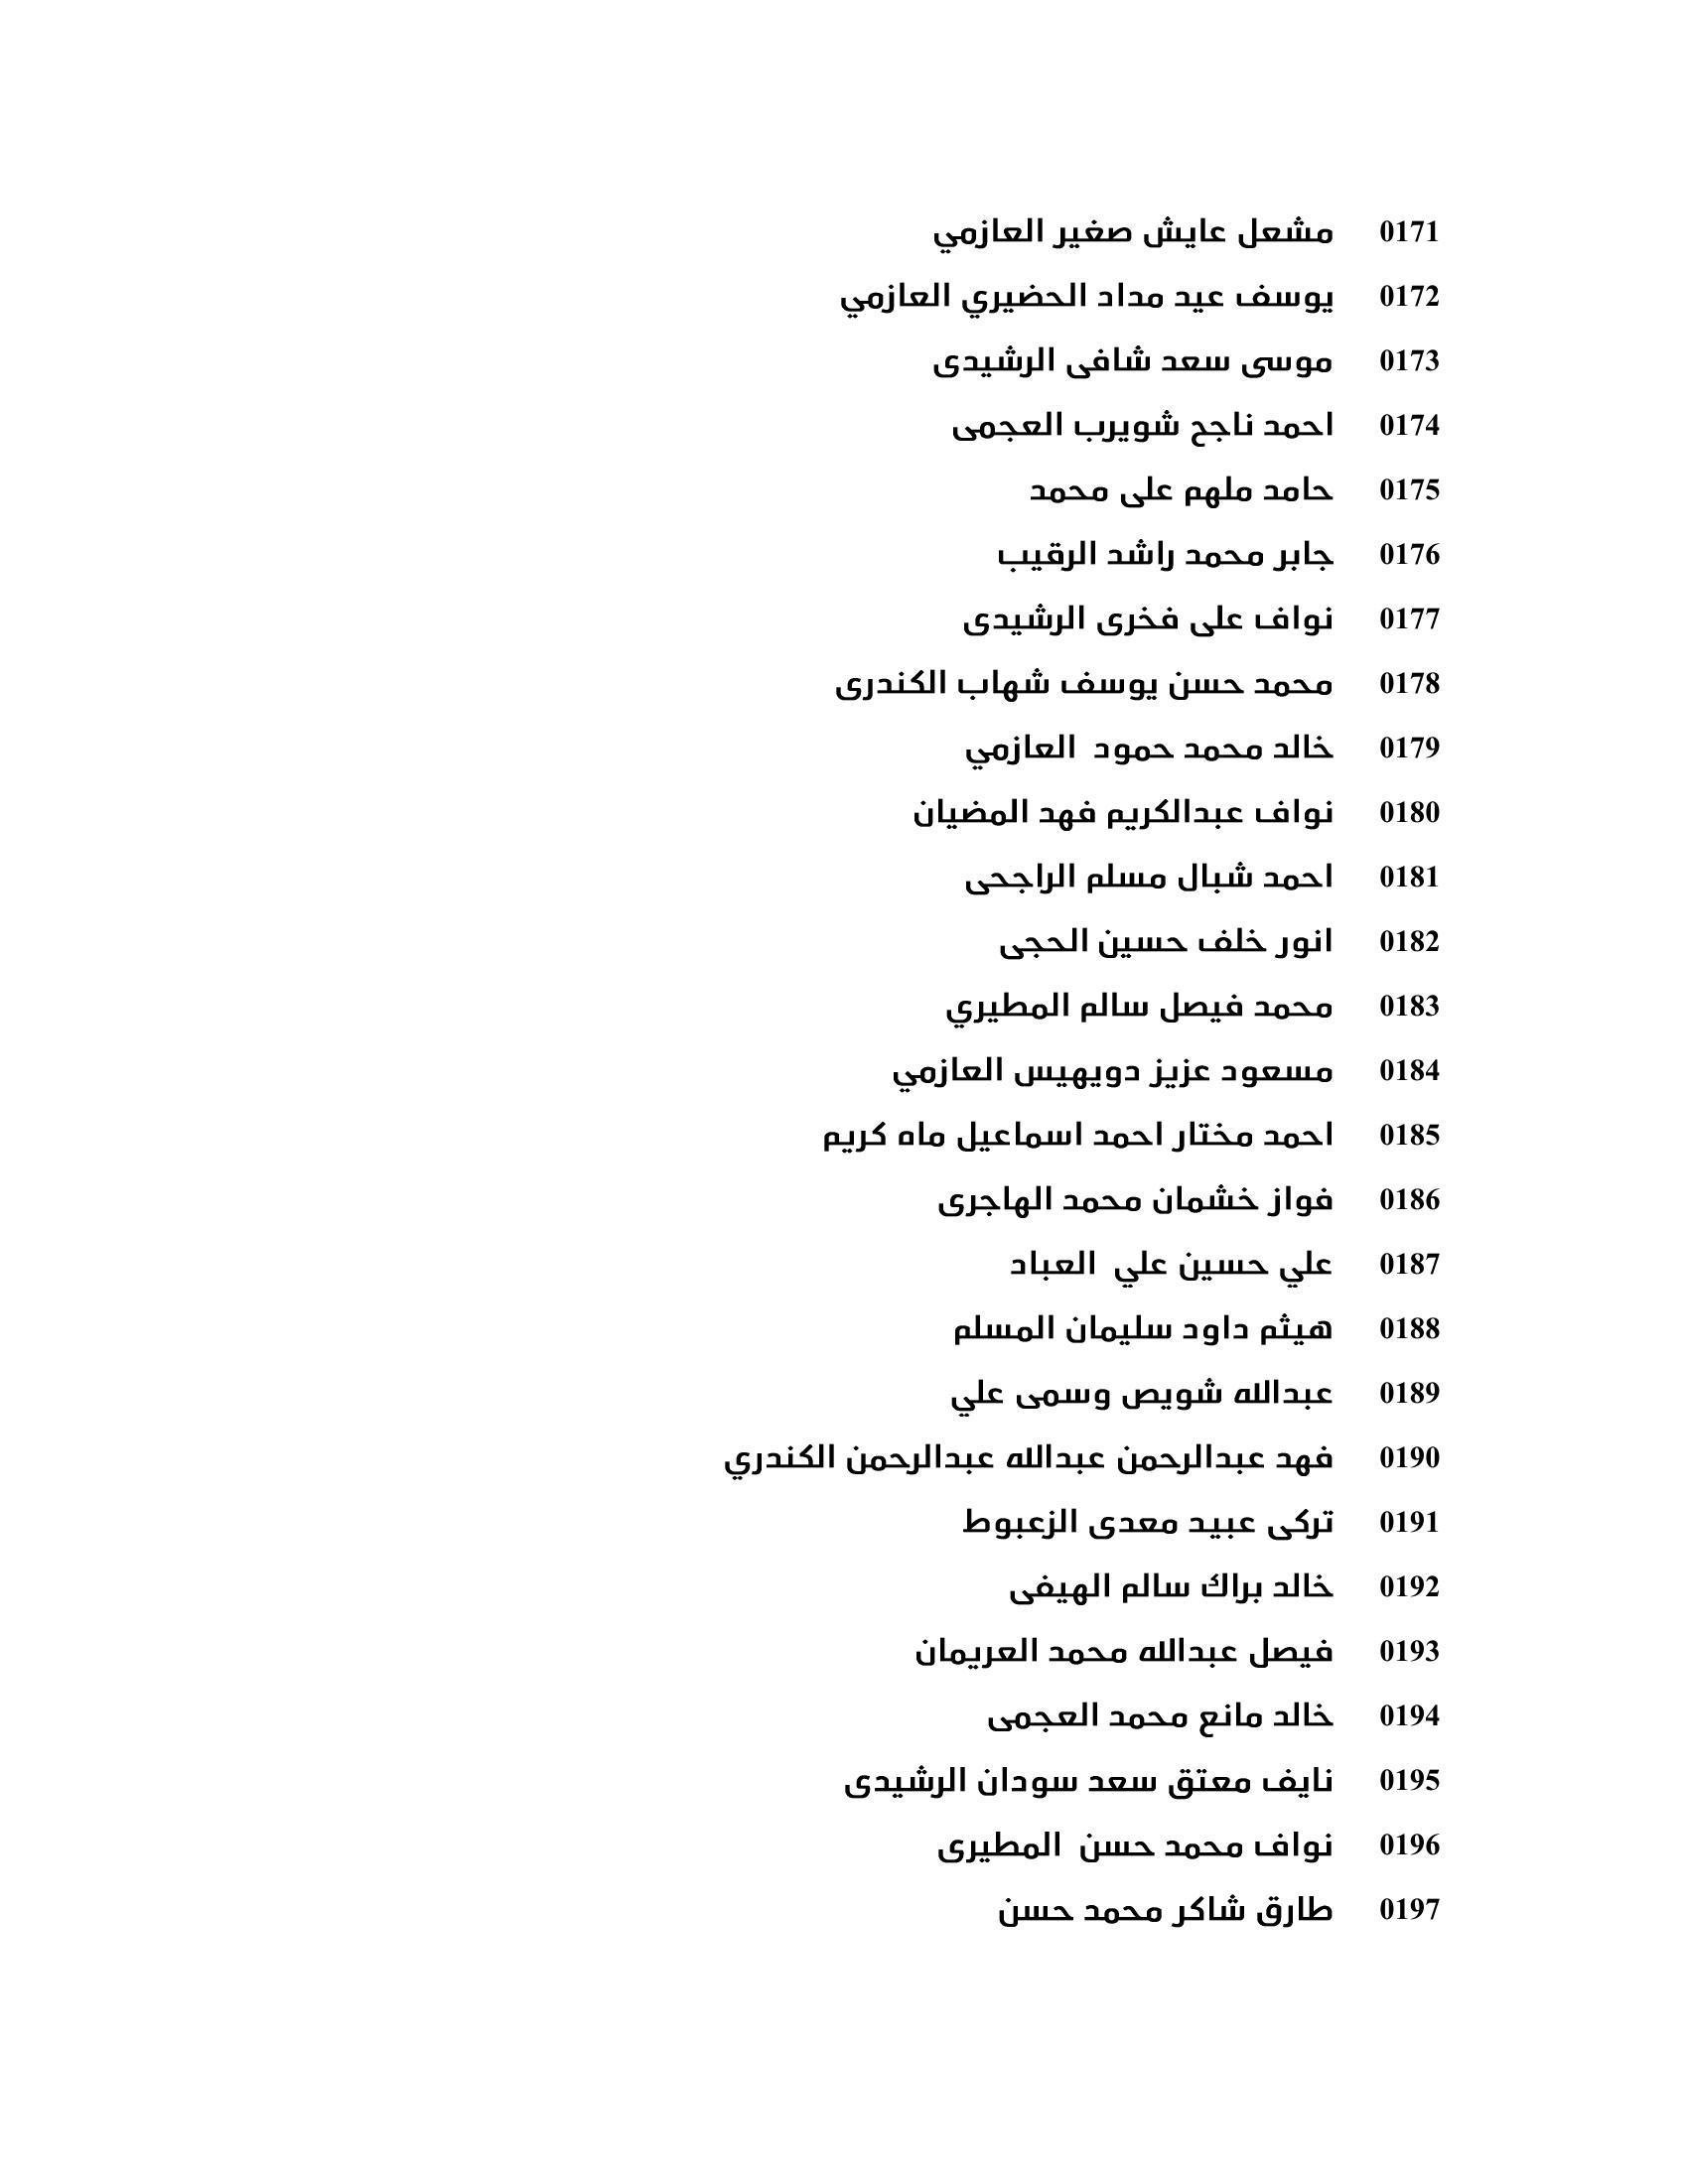 0171 مشعل عايش صغير العازمي
0172 يوسف عيد مداد الحضيري العازمي
0173 موسى سعد شافى الرشيدى
0174 احمد ناجح شويرب العجمى
0175 حامد ملهم على محمد
0176 جابر محمد راشد الرقيب
0177 نواف على فخرى الرشيدى
0178 محمد حسن يوسف شهاب الكندرى
0179 خالد محمد حمود  العازمي
0180 نواف عبدالكريم فهد المضيان
0181 احمد شبال مسلم الراجحى
0182 انور خلف حسين الحجى
0183 محمد فيصل سالم المطيري
0184 مسعود عزيز دويهيس العازمي
0185 احمد مختار احمد اسماعيل ماه كريم
0186 فواز خشمان محمد الهاجرى
0187 علي حسين علي  العباد
0188 هيثم داود سليمان المسلم
0189 عبدالله شويص وسمى علي
0190 فهد عبدالرحمن عبدالله عبدالرحمن الكندري
0191 تركى عبيد معدى الزعبوط
0192 خالد براك سالم الهيفى
0193 فيصل عبدالله محمد العريمان
0194 خالد مانع محمد العجمى
0195 نايف معتق سعد سودان الرشيدى
0196 نواف محمد حسن  المطيرى
0197 طارق شاكر محمد حسن